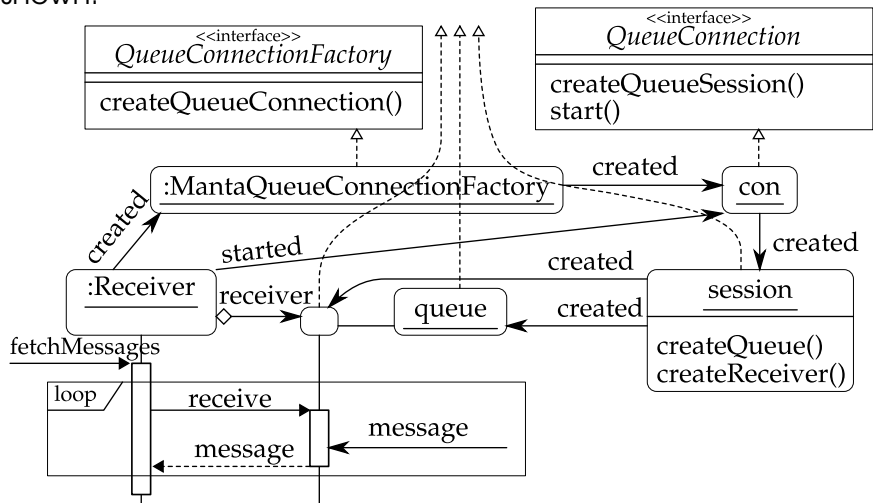 <<interface>>
QueueConnectionFactory
createQueueConnection()
<<interface>>
QueueConnection
createQueueSession()
start()
:MantaQueueConnectionFactory
created
con
created
started
created
:Receiver
receiver
queue
created
created
session
createQueue()
createReceiver()
fetchMessages
loop
receive
message
message